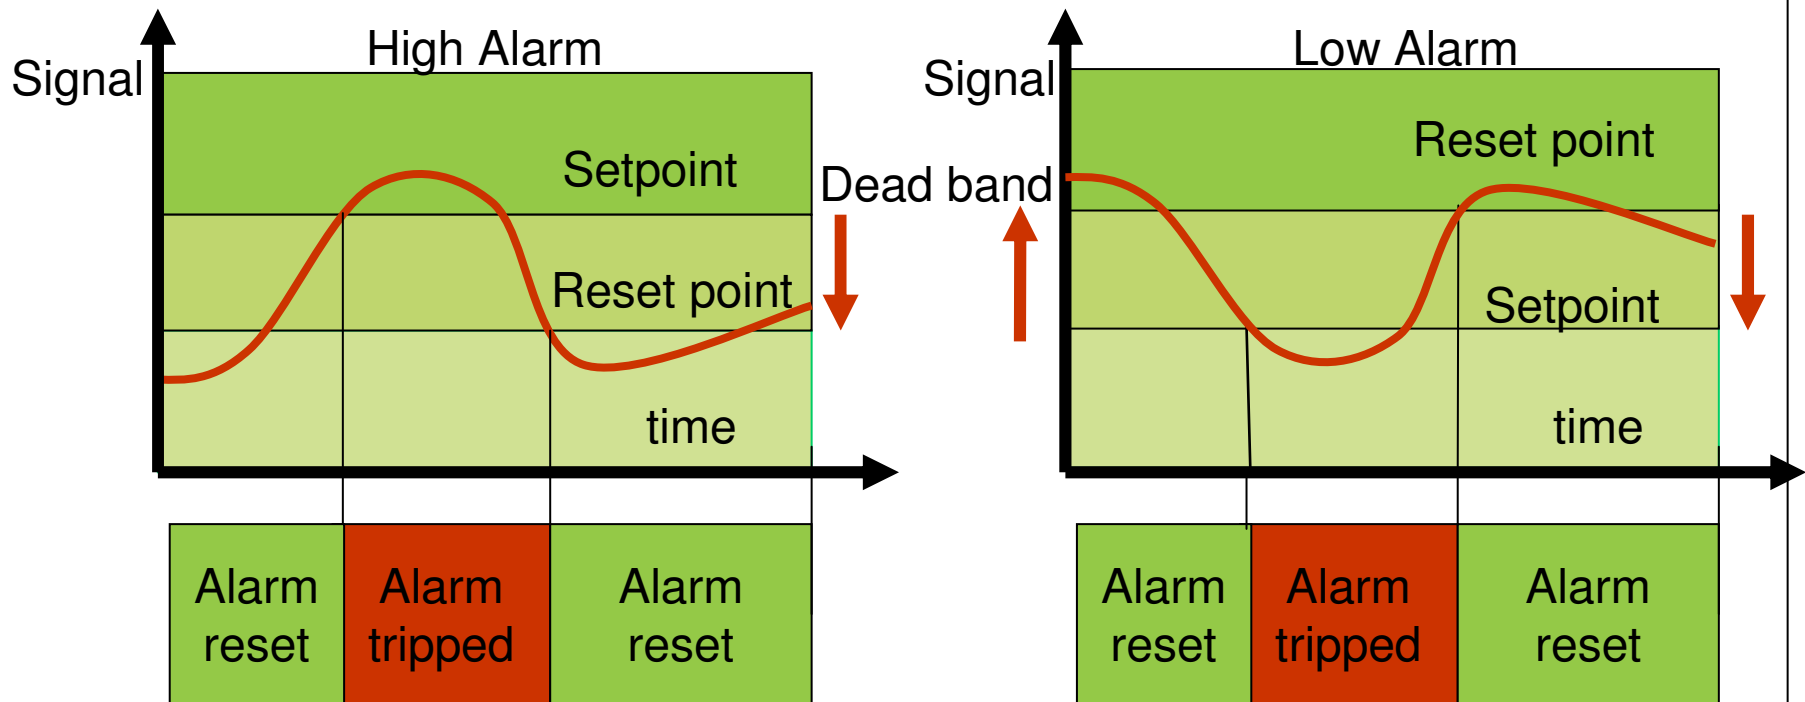 High Alarm
Signal
Setpoint
Dead band
Reset point
time
Alarm
reset
Alarm
tripped
Alarm
reset
Low Alarm
Signal
Reset point
Setpoint
time
Alarm
reset
Alarm
tripped
Alarm
reset